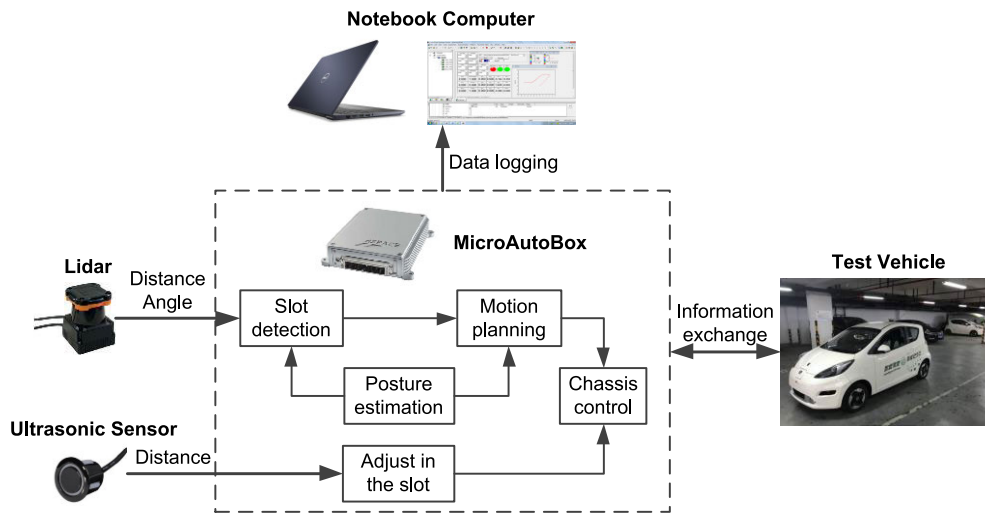 Notebook Computer
Data logging
MicroAutoBox
Lidar
Distance
Angle
Slot
detection
Motion
planning
Posture
estimation
Chassis
control
Ultrasonic Sensor
Distance
Adjust in
the slot
Information
exchange
Test Vehicle